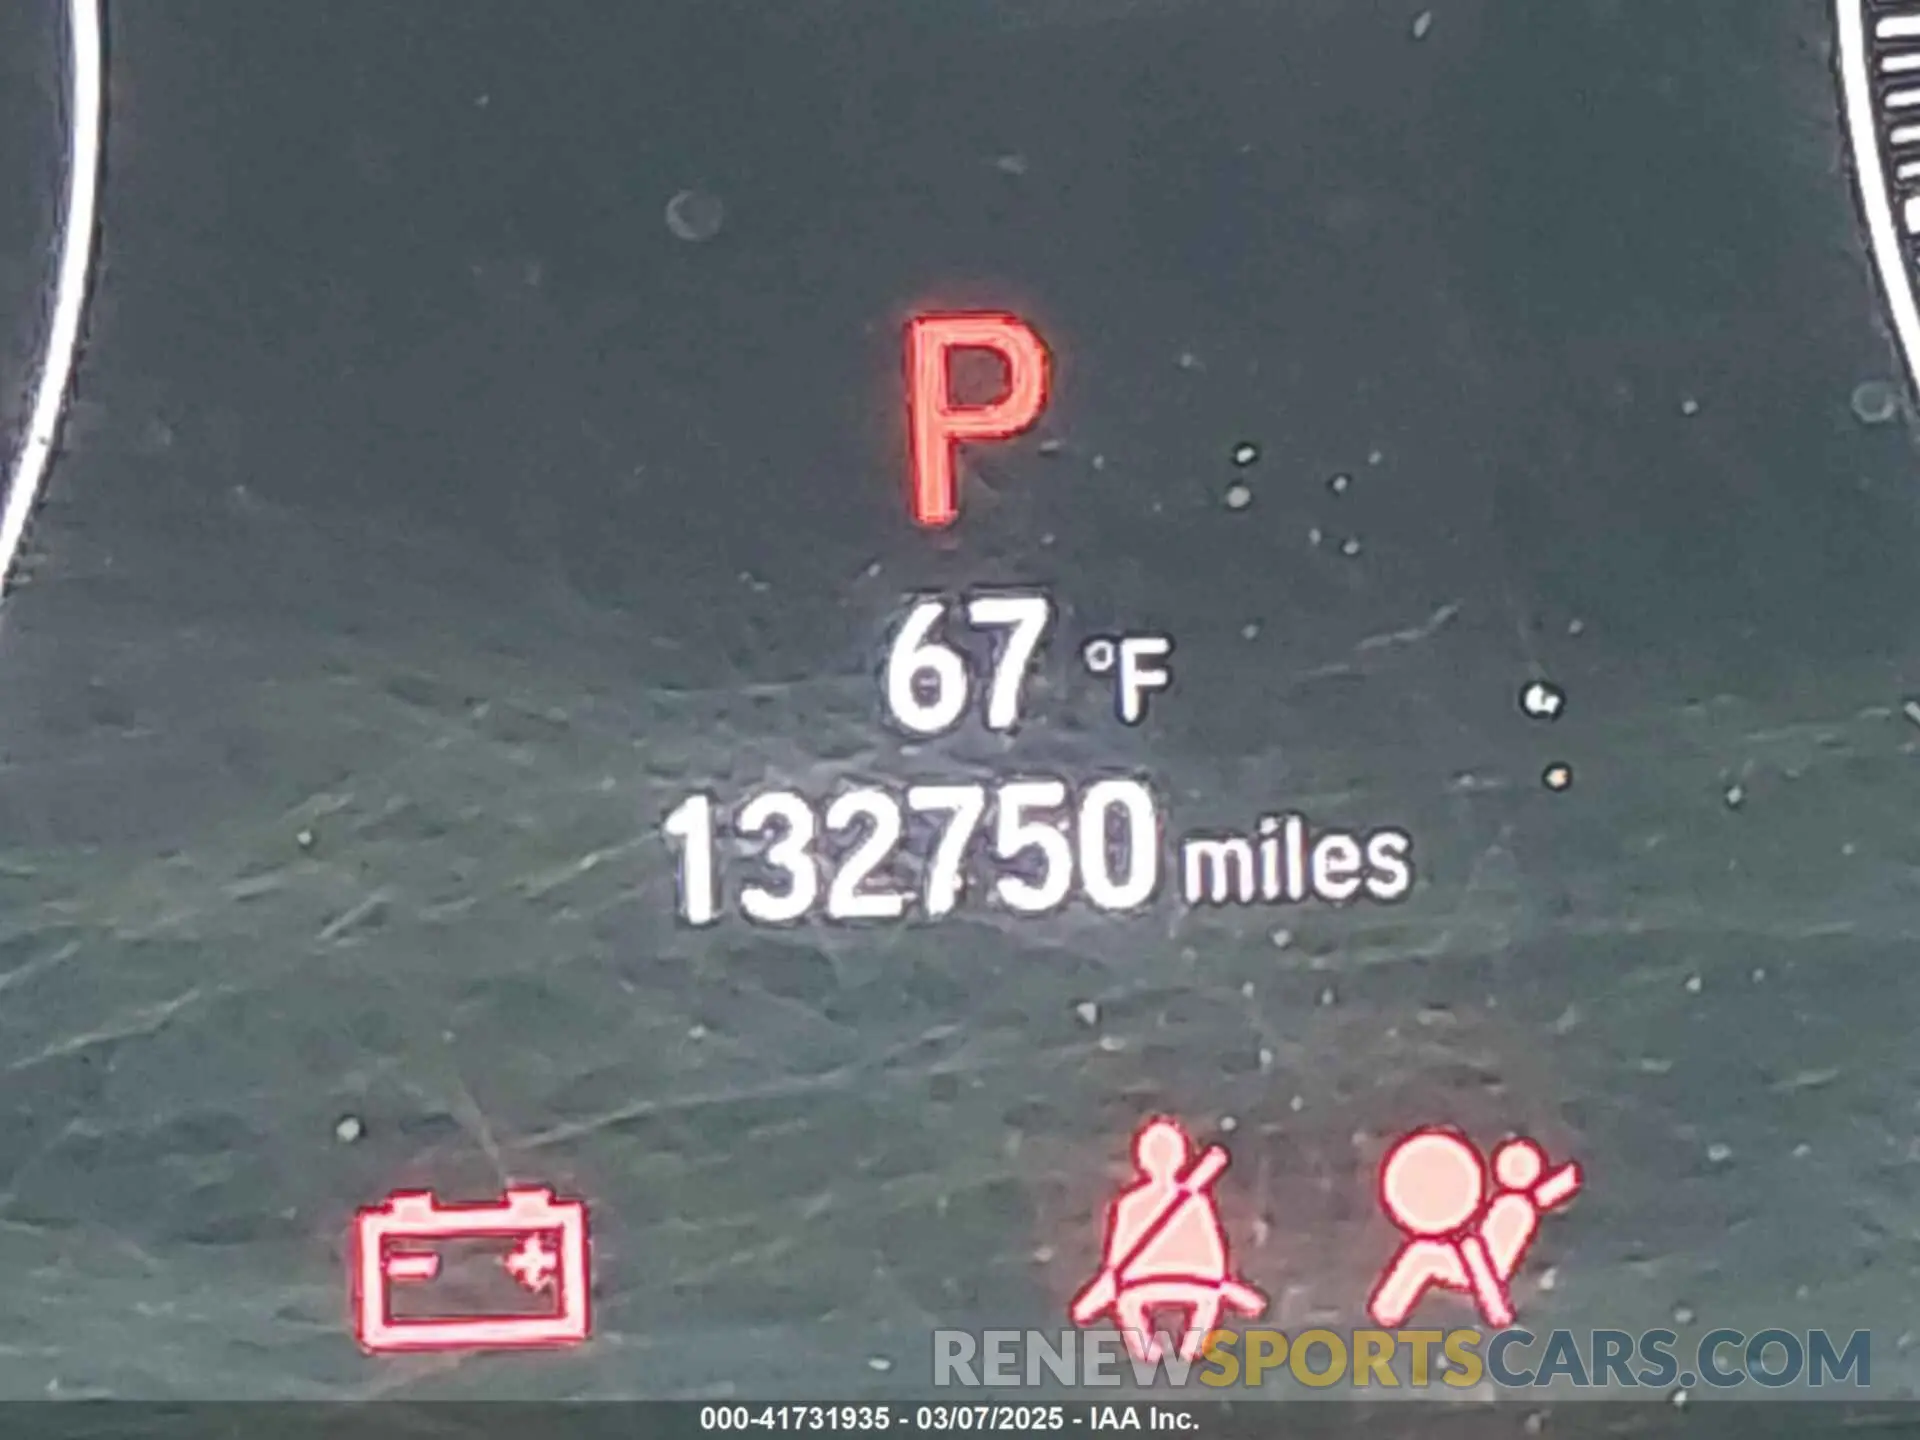 P
67 °F
132750 miles
RENEWSPORTSCARS.COM
000-41731935 - 03/07/2025 - IAA Inc.